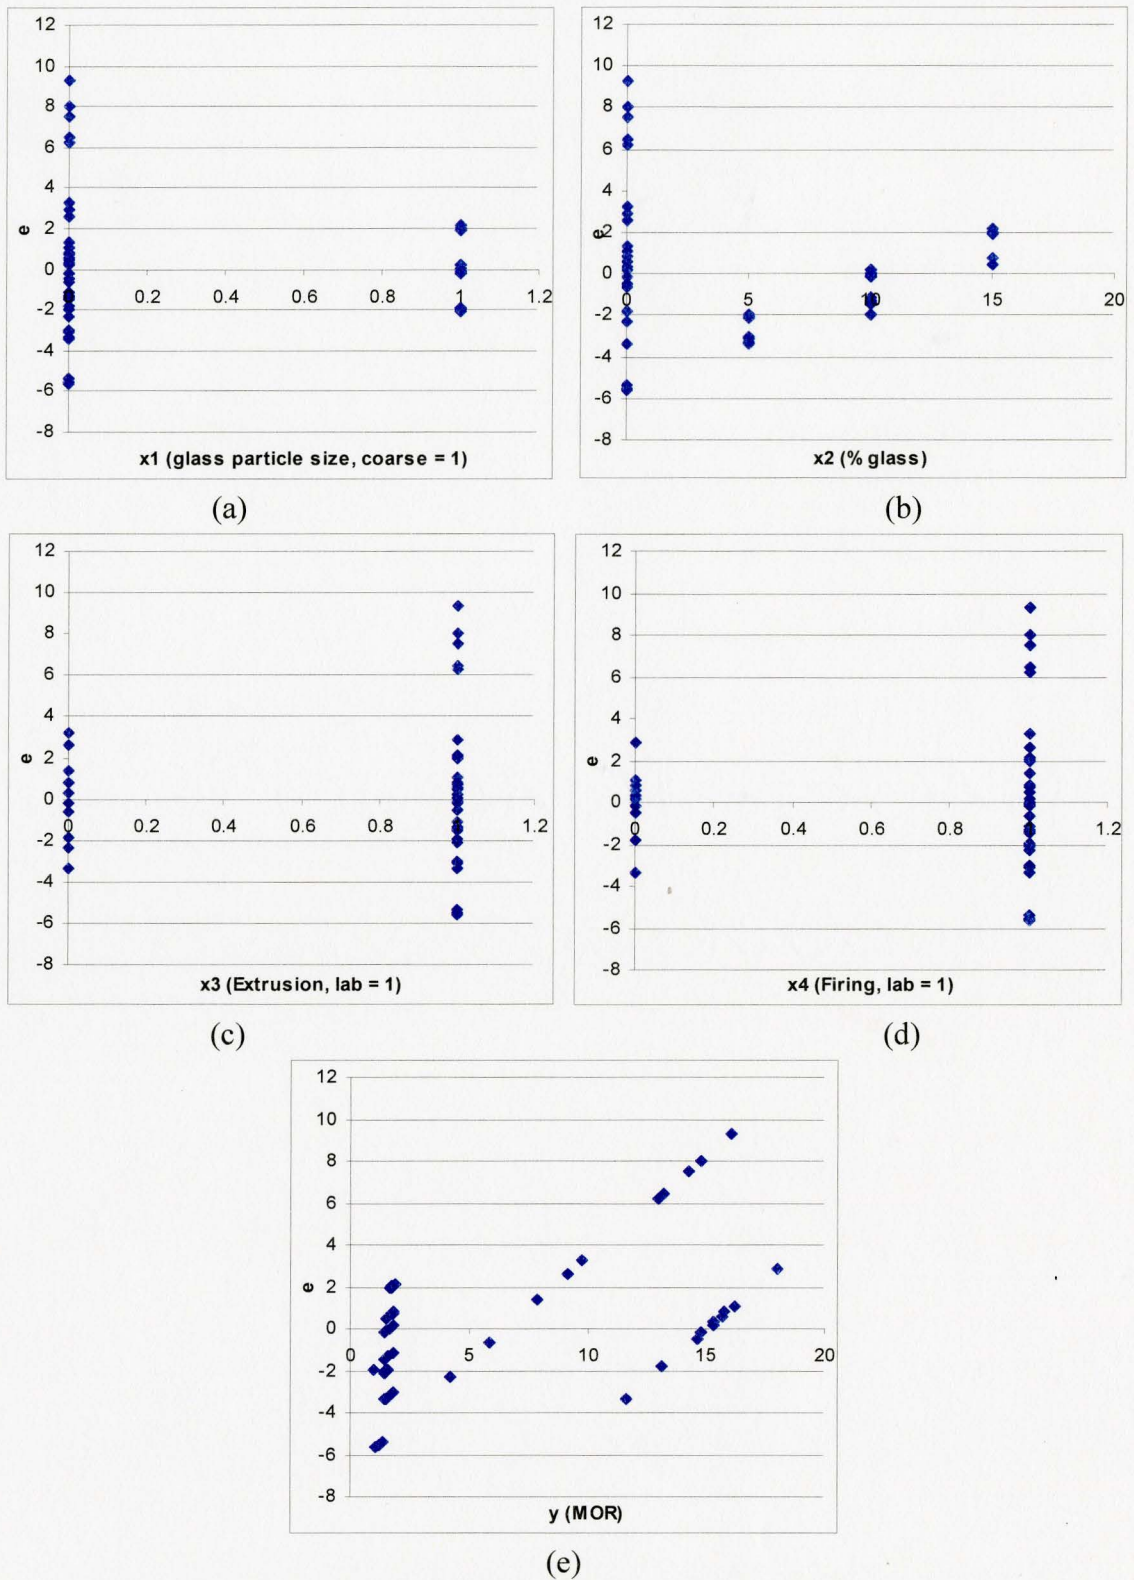 12
10
8
6
4
2
0
-2
-4
-6
-8
e
0 0.2 0.4 0.6 0.8 1 1.2
x1 (glass particle size, coarse = 1)
(a)
12
10
8
6
4
2
0
-2
-4
-6
-8
e
0 5 10 15 20
x2 (% glass)
(b)
12
10
8
6
4
2
0
-2
-4
-6
-8
e
0 0.2 0.4 0.6 0.8 1 1.2
x3 (Extrusion, lab = 1)
(c)
12
10
8
6
4
2
0
-2
-4
-6
-8
e
0 0.2 0.4 0.6 0.8 1 1.2
x4 (Firing, lab = 1)
(d)
12
10
8
6
4
2
0
-2
-4
-6
-8
e
0 5 10 15 20
y (MOR)
(e)